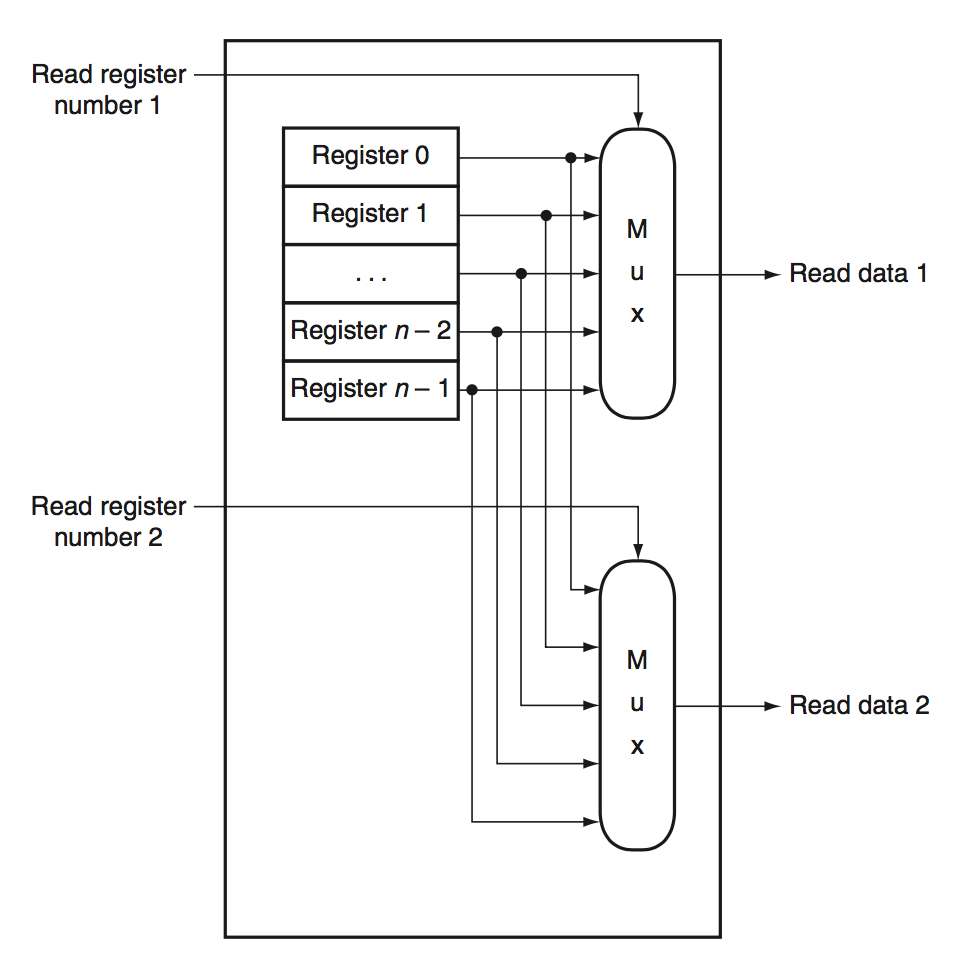 Read register
number 1
Register 0
Register 1
. . .
Register n – 2
Register n – 1
M
u
x
Read data 1
Read register
number 2
M
u
x
Read data 2